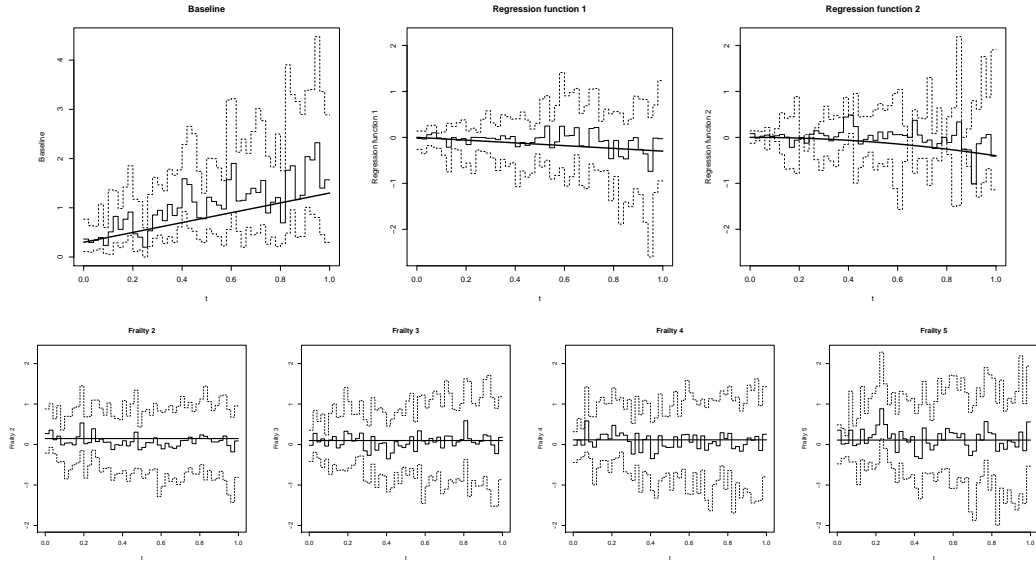 Baseline
Regression function 1
Regression function 2
Baseline
0 1 2 3 4
0.0 0.2 0.4 0.6 0.8 1.0
t
Regression function 1
−2 −1 0 1 2
0.0 0.2 0.4 0.6 0.8 1.0
t
Regression function 2
−2 −1 0 1 2
0.0 0.2 0.4 0.6 0.8 1.0
t
Frailty 2
Frailty 3
Frailty 4
Frailty 5
Frailty 2
−2 −1 0 1 2
0.0 0.2 0.4 0.6 0.8 1.0
t
Frailty 3
−2 −1 0 1 2
0.0 0.2 0.4 0.6 0.8 1.0
t
Frailty 4
−2 −1 0 1 2
0.0 0.2 0.4 0.6 0.8 1.0
t
Frailty 5
−2 −1 0 1 2
0.0 0.2 0.4 0.6 0.8 1.0
t